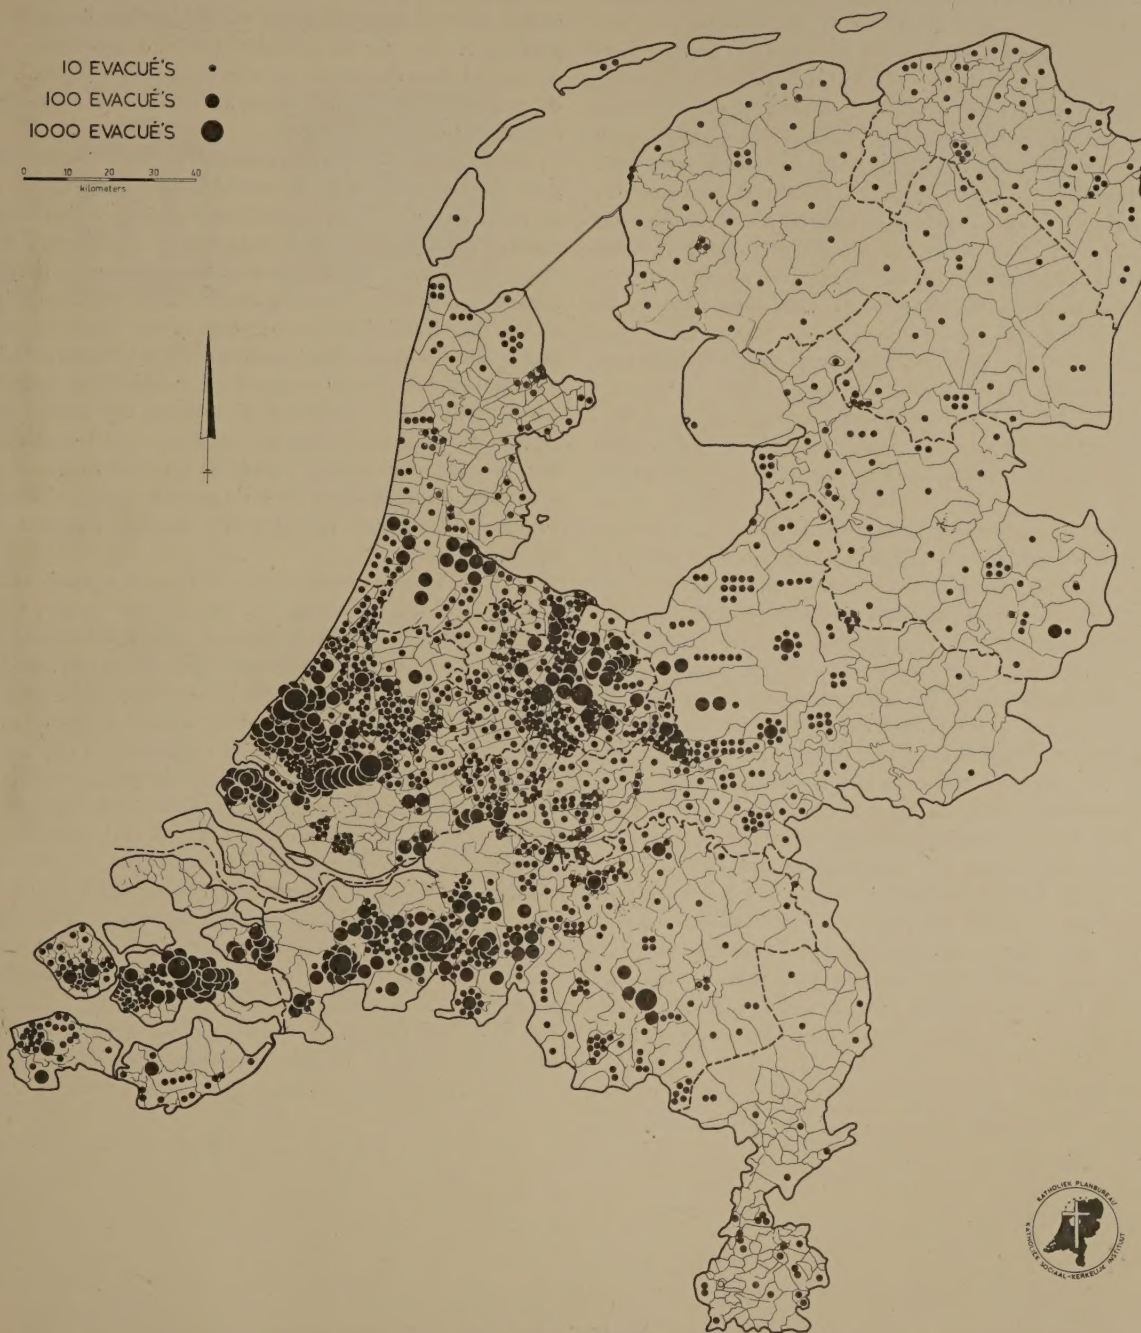 10 EVACUÉ'S
100 EVACUÉ'S
1000 EVACUÉ'S
0 10 20 30 40
kilometers
KATHOLIEK PLANBUREAU
KATHOLIEK SOCIAAL-KERKELIJK INSTITUUT